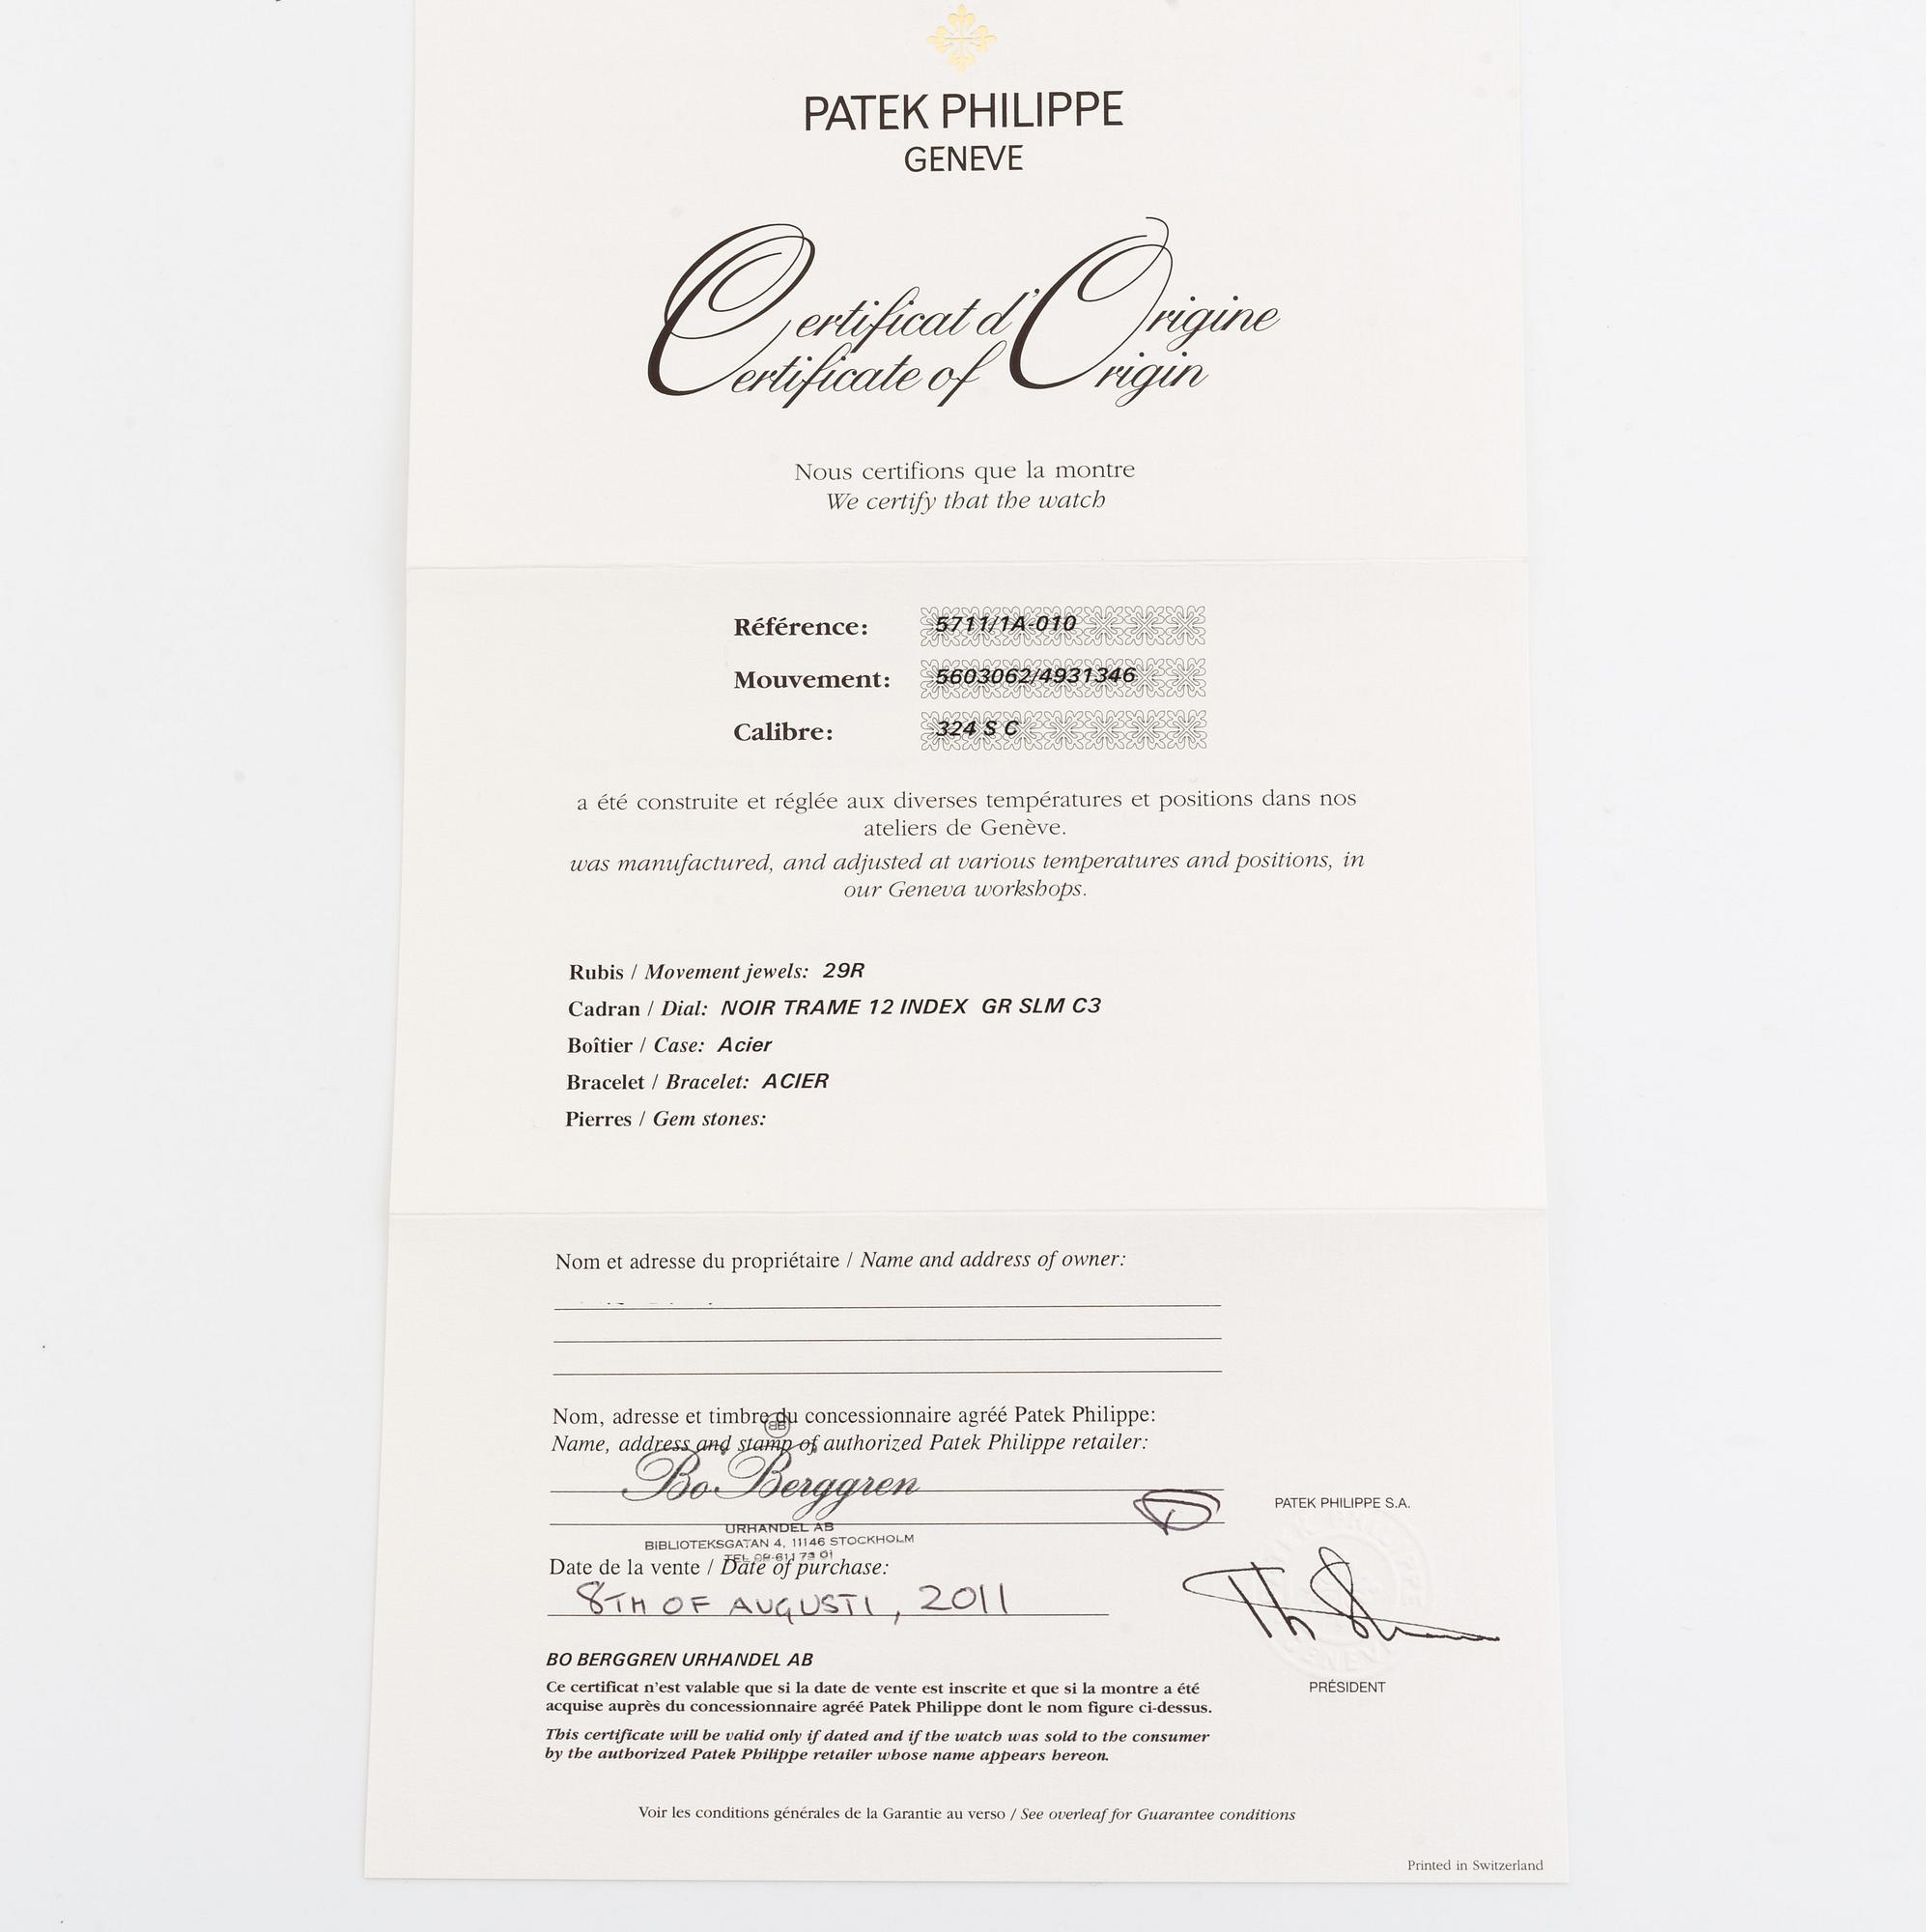 PATEK PHILIPPE
GENEVE
Certificat d'Origine
Certificate of Origin
Nous certifions que la montre
We certify that the watch
Référence: 5711/1A-010
Mouvement: 5603062/4931346
Calibre: 324 S C
a été construite et réglée aux diverses températures et positions dans nos
ateliers de Genève.
was manufactured, and adjusted at various temperatures and positions, in
our Geneva workshops.
Rubis / Movement jewels: 29R
Cadran / Dial: NOIR TRAME 12 INDEX GR SLM C3
Boîtier / Case: Acier
Bracelet / Bracelet: ACIER
Pierres / Gem stones:
Nom et adresse du propriétaire / Name and address of owner:
Nom, adresse et timbre du concessionnaire agréé Patek Philippe:
Name, address and stamp of authorized Patek Philippe retailer:
Bo Berggren
URHANDEL AB
BIBLIOTEKSGATAN 4, 11146 STOCKHOLM
TEL 08-611 73 01
PATEK PHILIPPE S.A.
Date de la vente / Date of purchase:
8TH OF AUGUSTI, 2011
BO BERGGREN URHANDEL AB
Ce certificat n'est valable que si la date de vente est inscrite et que si la montre a été
acquise auprès du concessionnaire agréé Patek Philippe dont le nom figure ci-dessus.
PRÉSIDENT
This certificate will be valid only if dated and if the watch was sold to the consumer
by the authorized Patek Philippe retailer whose name appears hereon.
Voir les conditions générales de la Garantie au verso / See overleaf for Guarantee conditions
Printed in Switzerland